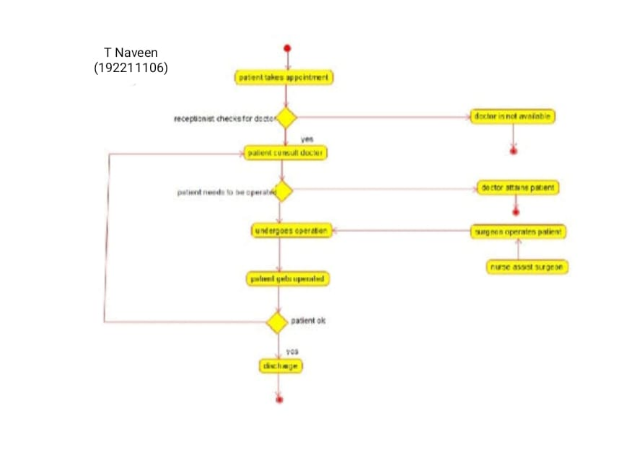 T Naveen
(192211106)
patient takes appointment
receptionist checks for doctor
doctor is not available
yes
patient consult doctor
patient needs to be operate
doctor attains patient
undergoes operation
surgeon operates patient
nurse assist surgeon
patient gets operated
patient ok
yes
discharge